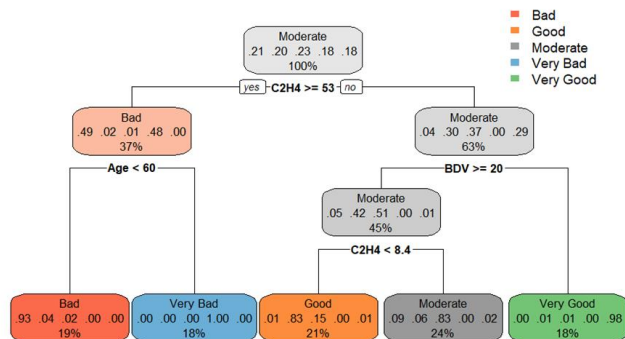 Moderate
.21 .20 .23 .18 .18
100%
Bad
Good
Moderate
Very Bad
Very Good
yes C2H4 >= 53 no
Bad
.49 .02 .01 .48 .00
37%
Moderate
.04 .30 .37 .00 .29
63%
Age < 60
BDV >= 20
Moderate
.05 .42 .51 .00 .01
45%
C2H4 < 8.4
Bad
.93 .04 .02 .00 .00
19%
Very Bad
.00 .00 .00 1.00 .00
18%
Good
.01 .83 .15 .00 .01
21%
Moderate
.09 .06 .83 .00 .02
24%
Very Good
.00 .01 .01 .00 .98
18%